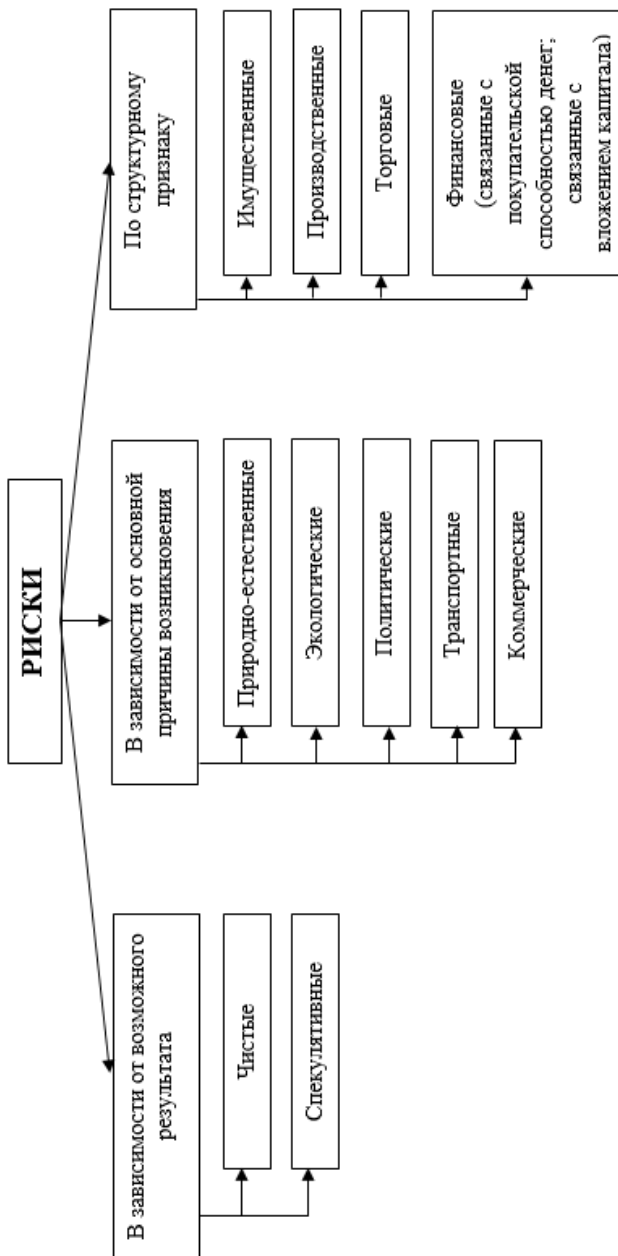 РИСКИ
В зависимости от возможного
результата
Чистые
Спекулятивные
В зависимости от основной
причины возникновения
Природно-естественные
Экологические
Политические
Транспортные
Коммерческие
По структурному
признаку
Имущественные
Производственные
Торговые
Финансовые
(связанные с
покупательской
способностью денег;
связанные с
вложением капитала)